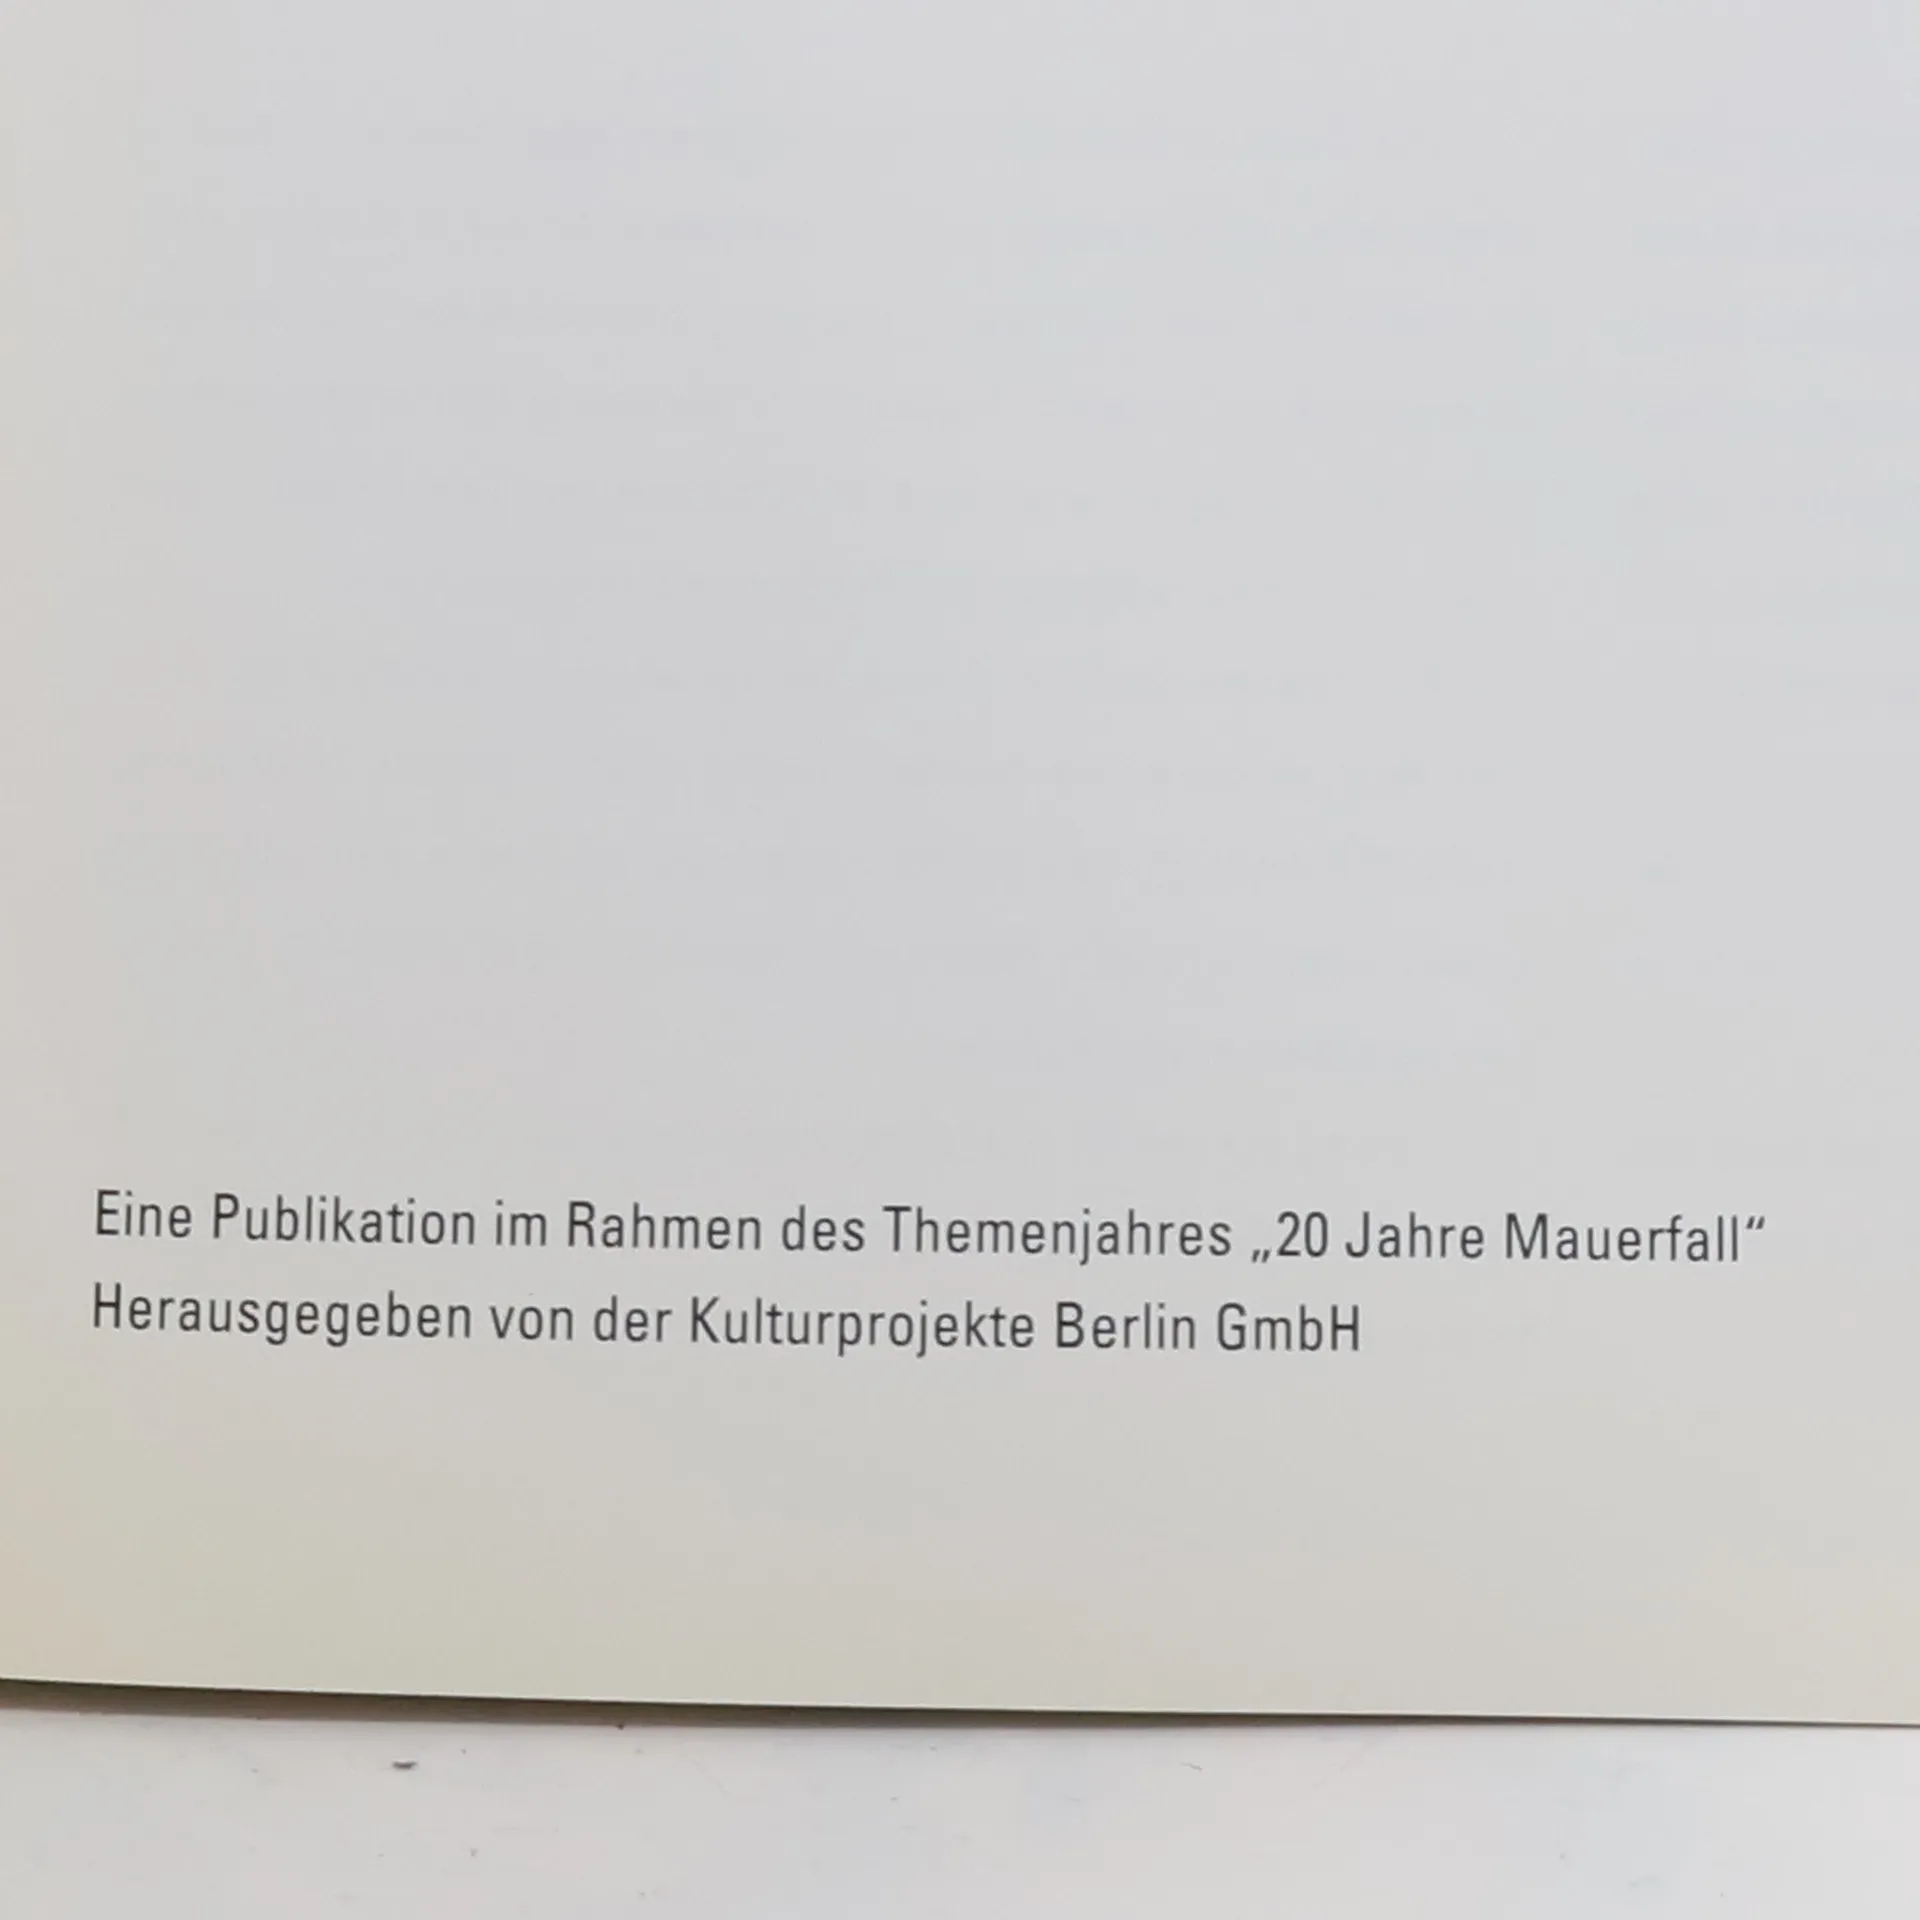 Eine Publikation im Rahmen des Themenjahres „20 Jahre Mauerfall“
Herausgegeben von der Kulturprojekte Berlin GmbH